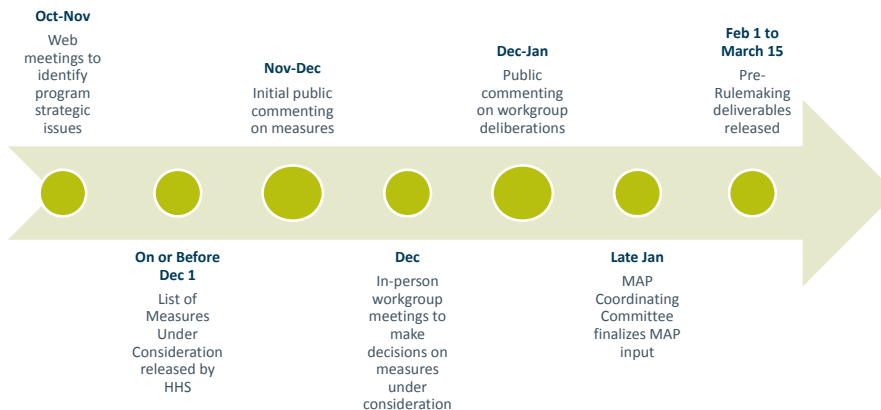 Oct-Nov
Web
meetings to
identify
program
strategic
issues
On or Before
Dec 1
List of
Measures
Under
Consideration
released by
HHS
Nov-Dec
Initial public
commenting
on measures
Dec
In-person
workgroup
meetings to
make
decisions on
measures
under
consideration
Dec-Jan
Public
commenting
on workgroup
deliberations
Late Jan
MAP
Coordinating
Committee
finalizes MAP
input
Feb 1 to
March 15
Pre-
Rulemaking
deliverables
released